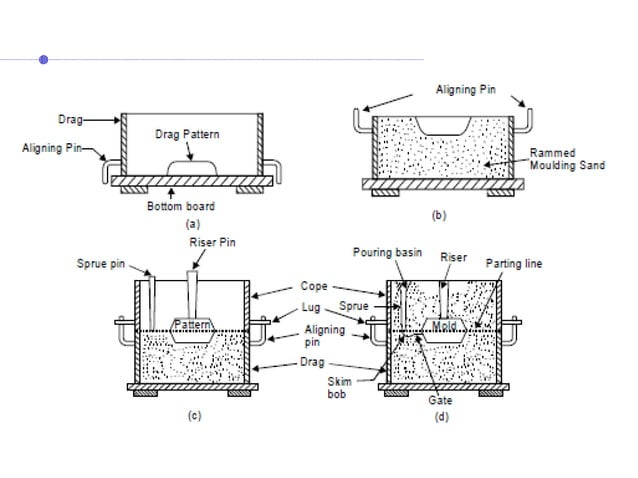 Drag
Drag Pattern
Aligning Pin
Bottom board
(a)
Aligning Pin
Rammed
Moulding Sand
(b)
Riser Pin
Sprue pin
Pattern
Cope
Lug
Aligning
pin
Drag
(c)
Pouring basin
Riser
Parting line
Sprue
Mold
Skim
bob
Gate
(d)